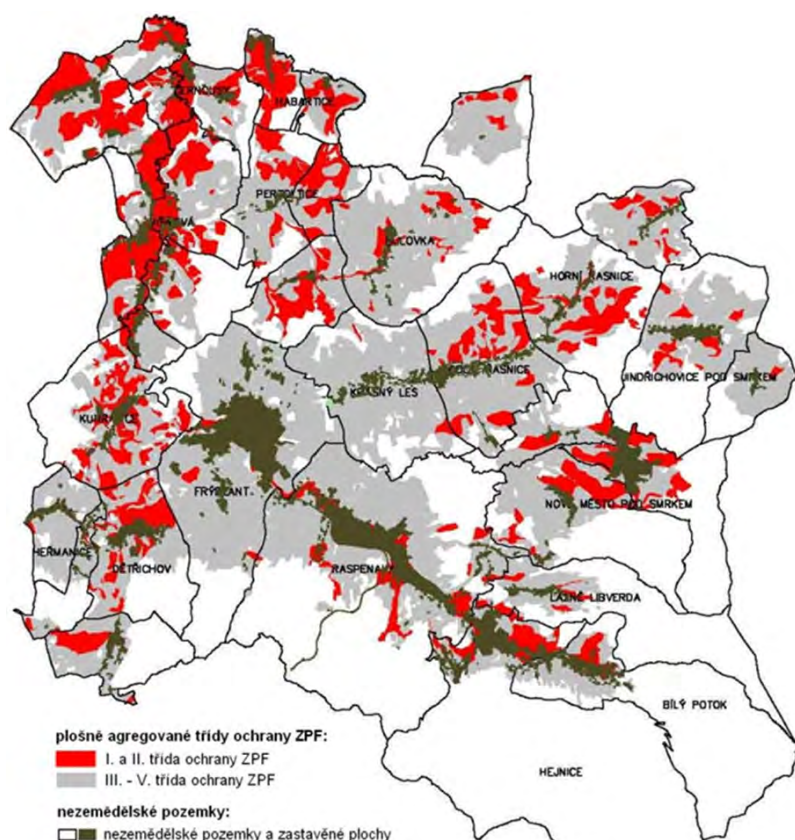 ČERNOUSY
HABARTICE
PERTOLTICE
BULOVKA
HORNÍ ŘASNICE
JINDŘICHOVICE POD SMRKEM
KRÁSNÝ LES
DOLNÍ ŘASNICE
FRÝDLANT
NOVÉ MĚSTO POD SMRKEM
HEŘMANICE
DĚTŘICHOV
RASPENAVA
LÁZNĚ LIBVERDA
BÍLÝ POTOK
HEJNICE
plošně agregované třídy ochrany ZPF:
I. a II. třída ochrany ZPF
III. - V. třída ochrany ZPF
nezemědělské pozemky:
nezemědělské pozemky a zastavěné plochy